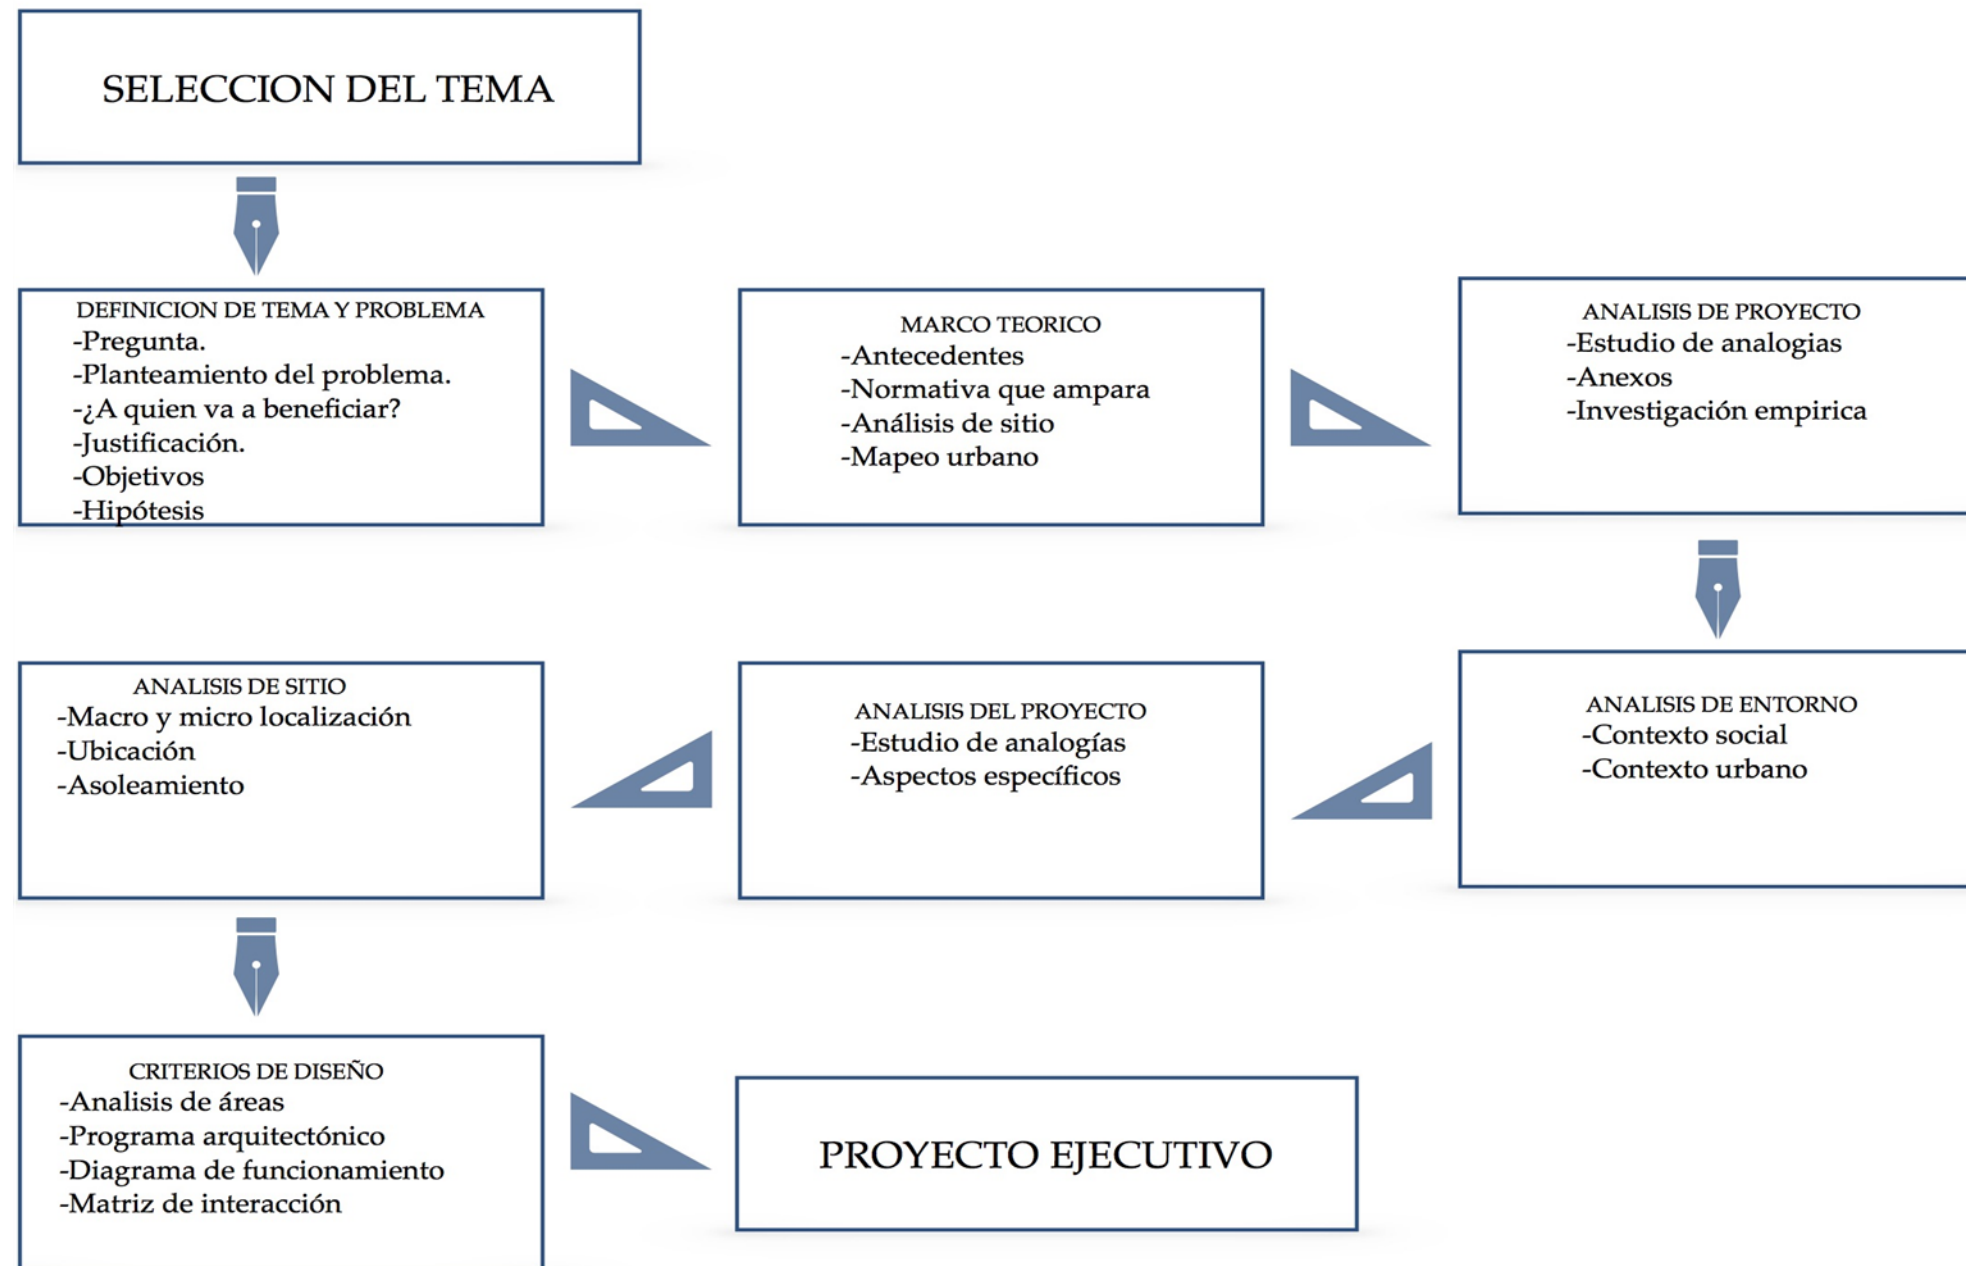 SELECCION DEL TEMA
DEFINICION DE TEMA Y PROBLEMA
-Pregunta.
-Planteamiento del problema.
-¿A quien va a beneficiar?
-Justificación.
-Objetivos
-Hipótesis
MARCO TEORICO
-Antecedentes
-Normativa que ampara
-Análisis de sitio
-Mapeo urbano
ANALISIS DE PROYECTO
-Estudio de analogias
-Anexos
-Investigación empirica
ANALISIS DE ENTORNO
-Contexto social
-Contexto urbano
ANALISIS DEL PROYECTO
-Estudio de analogías
-Aspectos específicos
ANALISIS DE SITIO
-Macro y micro localización
-Ubicación
-Asoleamiento
CRITERIOS DE DISEÑO
-Analisis de áreas
-Programa arquitectónico
-Diagrama de funcionamiento
-Matriz de interacción
PROYECTO EJECUTIVO